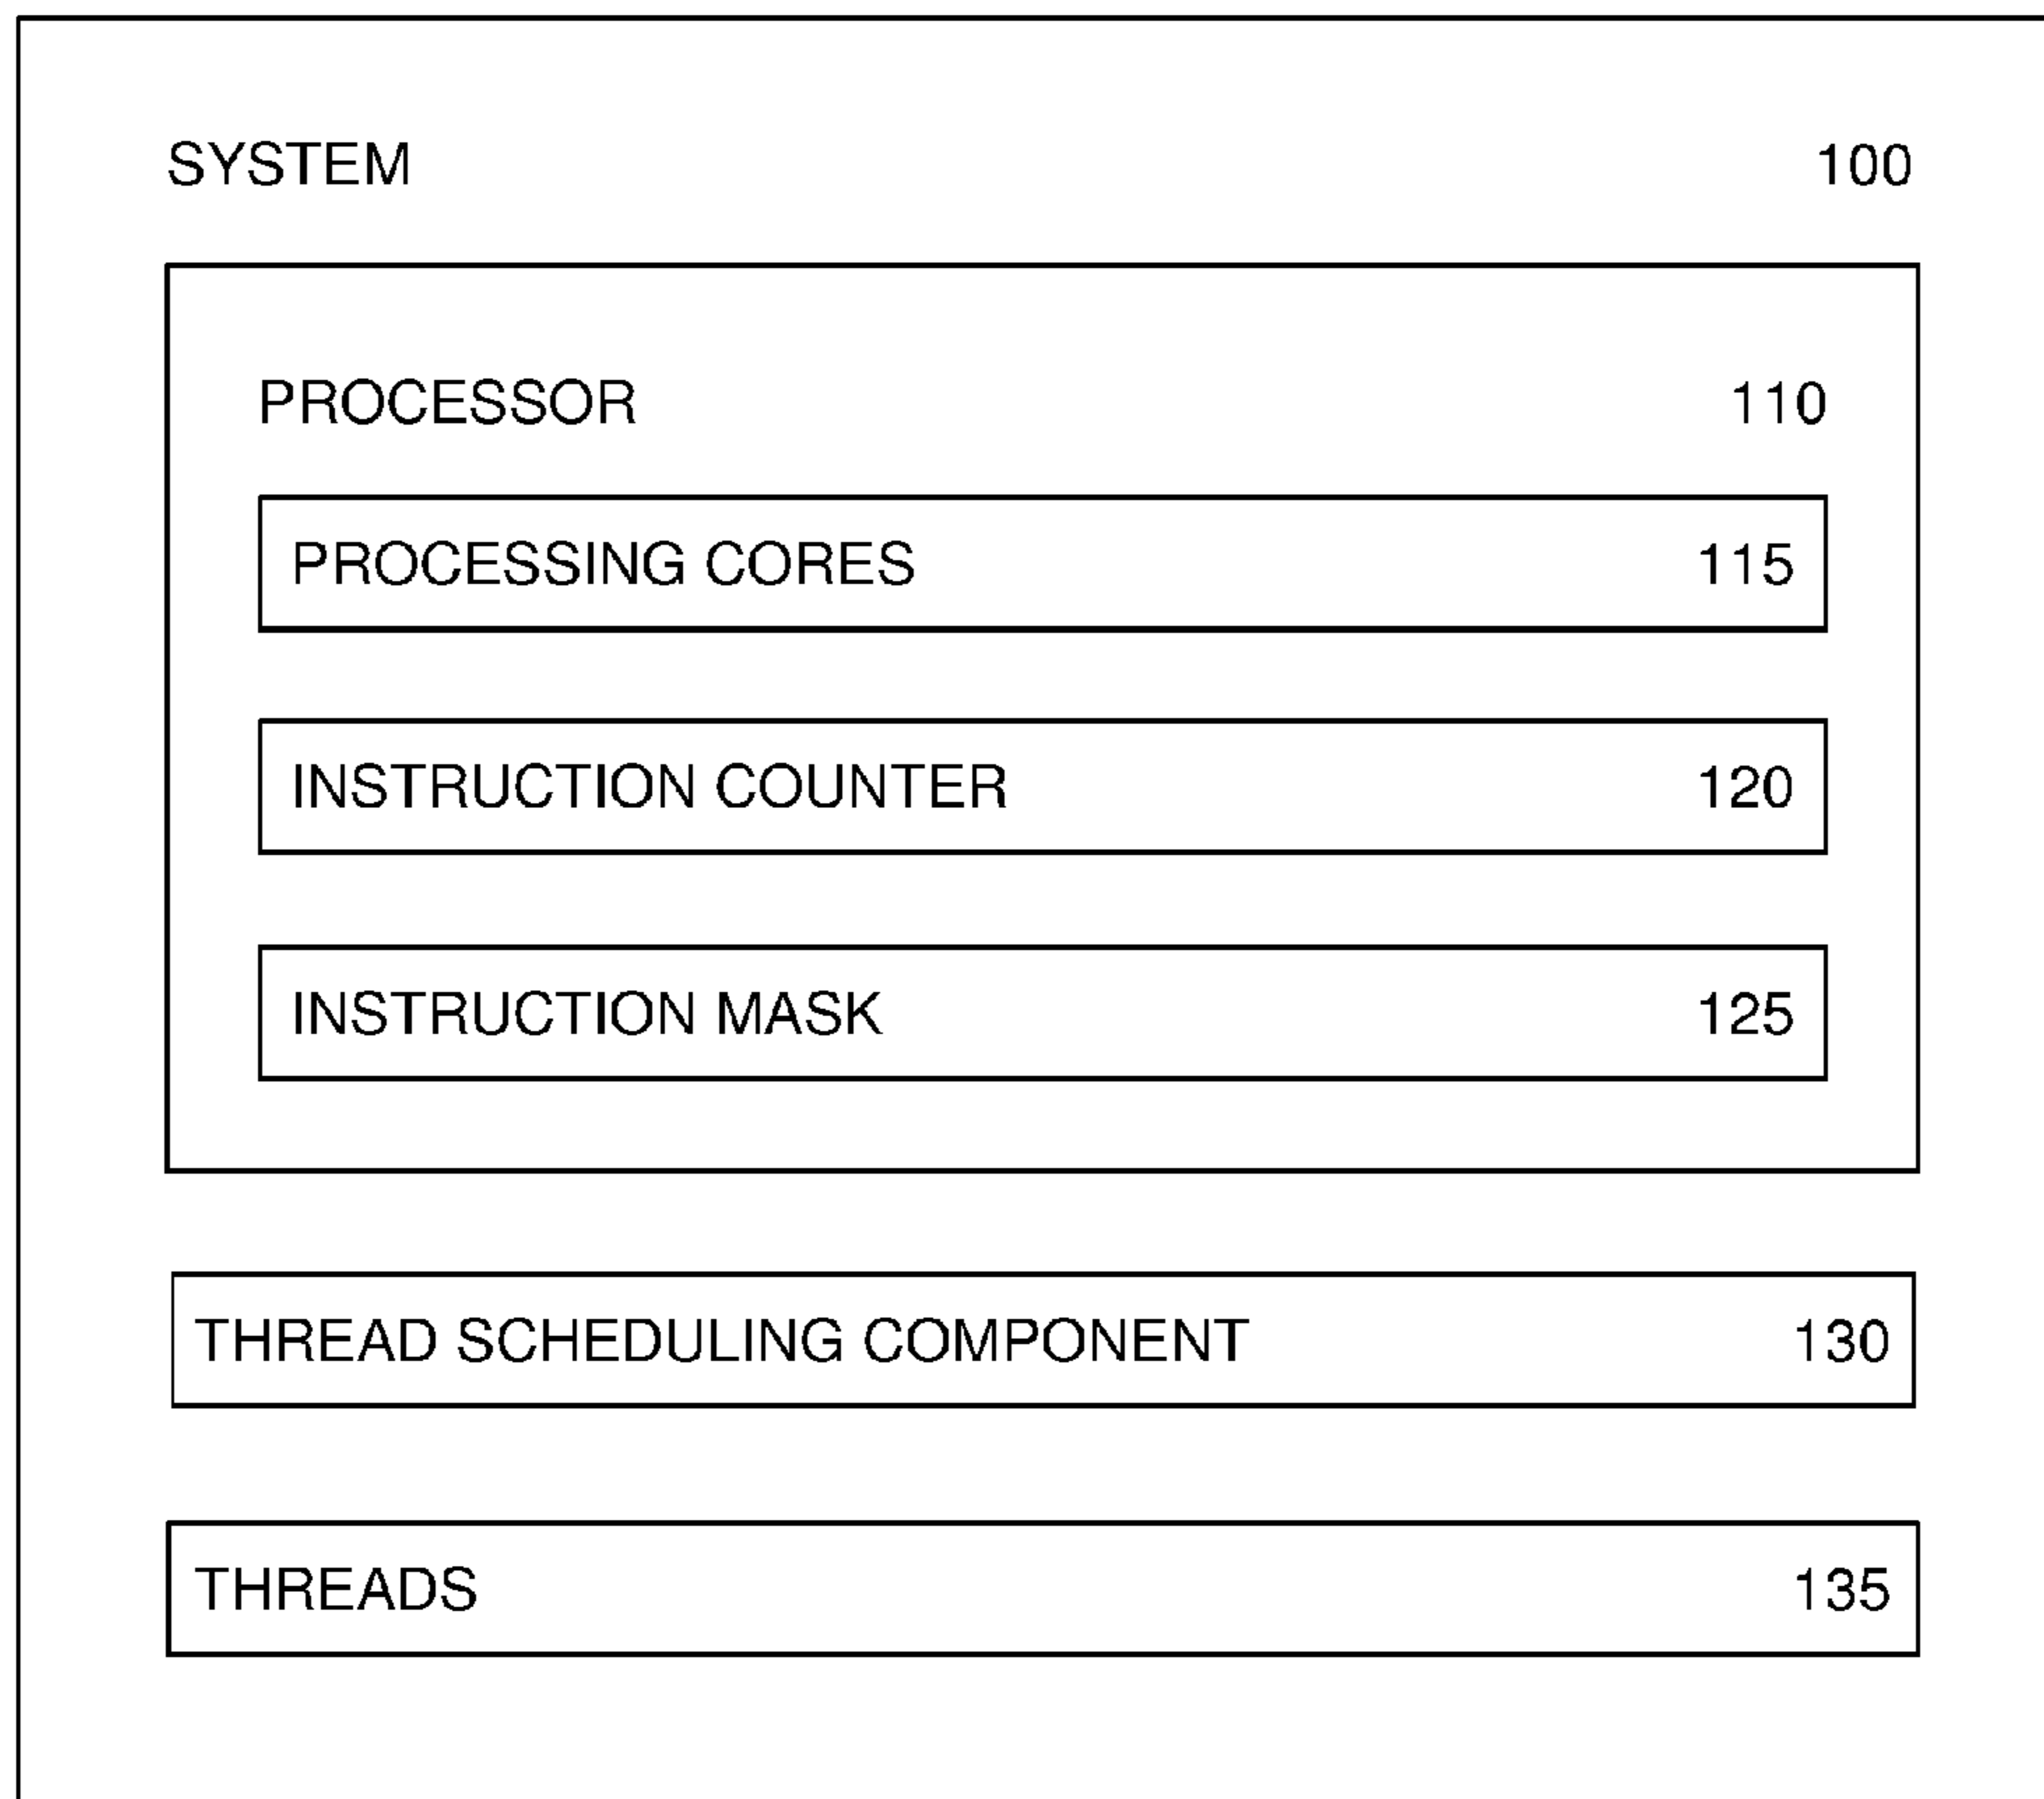 SYSTEM 100
PROCESSOR 110
PROCESSING CORES 115
INSTRUCTION COUNTER 120
INSTRUCTION MASK 125
THREAD SCHEDULING COMPONENT 130
THREADS 135